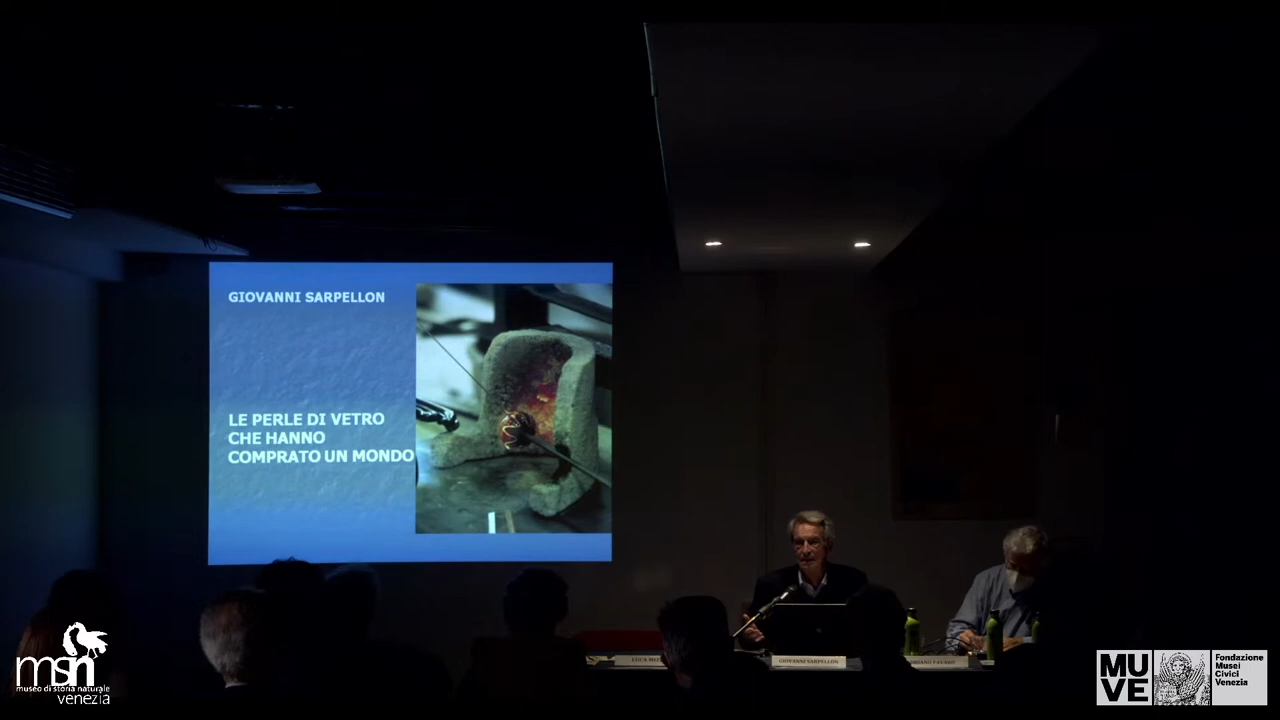 GIOVANNI SARPELLON
LE PERLE DI VETRO
CHE HANNO
COMPRATO UN MONDO
GIOVANNI SARPELLON
msn
museo di storia naturale
venezia
MU
VE
Fondazione
Musei
Civici
Venezia